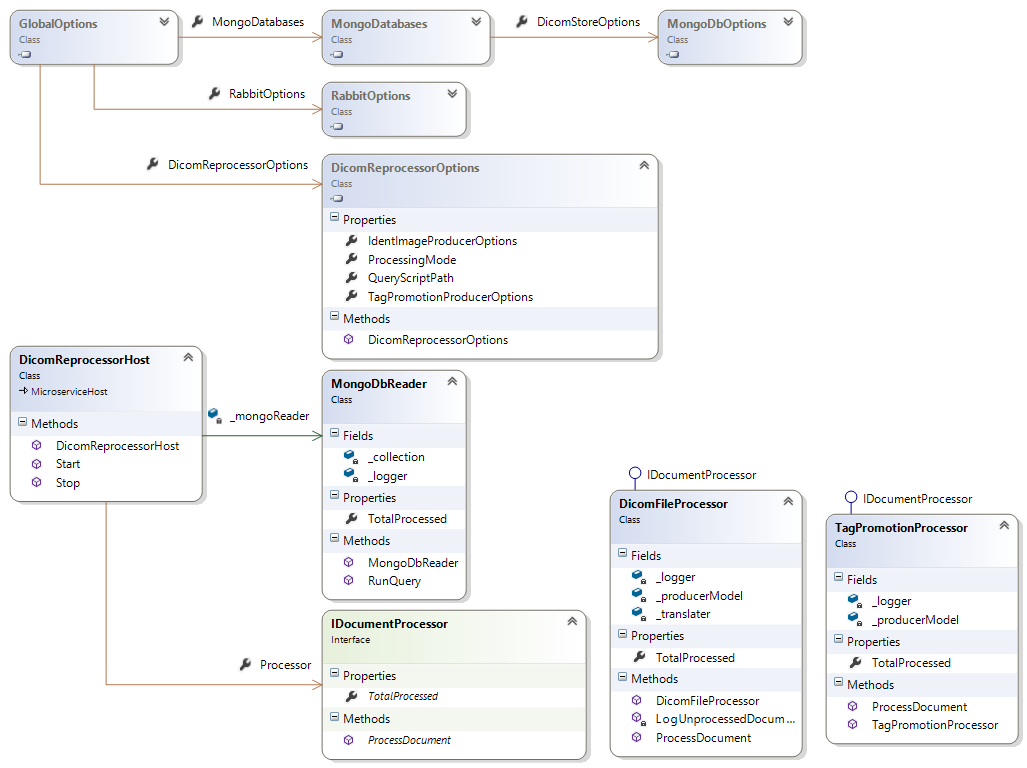 GlobalOptions
Class
MongoDatabases
MongoDatabases
Class
DicomStoreOptions
MongoDbOptions
Class
RabbitOptions
RabbitOptions
Class
DicomReprocessorOptions
DicomReprocessorOptions
Class
Properties
IdentImageProducerOptions
ProcessingMode
QueryScriptPath
TagPromotionProducerOptions
Methods
DicomReprocessorOptions
DicomReprocessorHost
Class
MicroserviceHost
Methods
DicomReprocessorHost
Start
Stop
_mongoReader
MongoDbReader
Class
Fields
_collection
_logger
Properties
TotalProcessed
Methods
MongoDbReader
RunQuery
Processor
IDocumentProcessor
Interface
Properties
TotalProcessed
Methods
ProcessDocument
IDocumentProcessor
DicomFileProcessor
Class
Fields
_logger
_producerModel
_translater
Properties
TotalProcessed
Methods
DicomFileProcessor
LogUnprocessedDocum...
ProcessDocument
IDocumentProcessor
TagPromotionProcessor
Class
Fields
_logger
_producerModel
Properties
TotalProcessed
Methods
ProcessDocument
TagPromotionProcessor